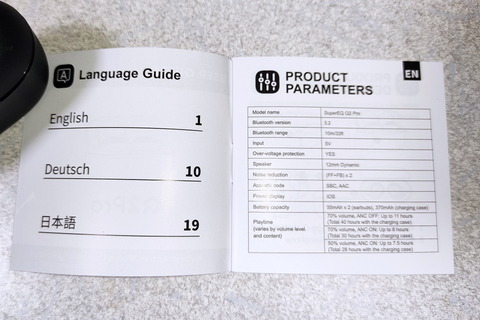 Language Guide
English 1
Deutsch 10
日本語 19
EN
PRODUCT
PARAMETERS
Model name SuperEQ Q2 Pro
Bluetooth version 5.2
Bluetooth range 10m/33ft
Input 5V
Over-voltage protection YES
Speaker 12mm Dynamic
Noise reduction (FF+FB) x 2
code SBC, AAC
display iOS
Battery capacity 55mAh x 2 (earbuds), 370mAh (charging case)
Playtime
(varies by volume level
and content)
70% volume, ANC OFF: Up to 11 hours
(Total 40 hours with the charging case)
70% volume, ANC ON: Up to 8 hours
(Total 30 hours with the charging case)
50% volume, ANC ON: Up to 7.5 hours
(Total 28 hours with the charging case)